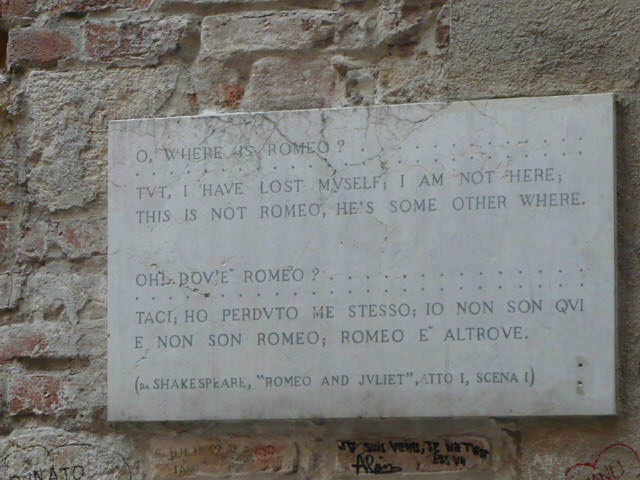 O, WHERE IS ROMEO? . . . . . . . . . . . .
. . . . . . . . . . . . . . . . . . . . . . . .
TVT, I HAVE LOST MVSELF; I AM NOT HERE;
THIS IS NOT ROMEO, HE'S SOME OTHER WHERE.
OH! DOV'E' ROMEO? . . . . . . . . . . . . .
. . . . . . . . . . . . . . . . . . . . . . . .
TACI; HO PERDVTO ME STESSO; IO NON SON QVI
E NON SON ROMEO; ROMEO E' ALTROVE.
(DA SHAKESPEARE, "ROMEO AND JVLIET", ATTO I, SCENA I)